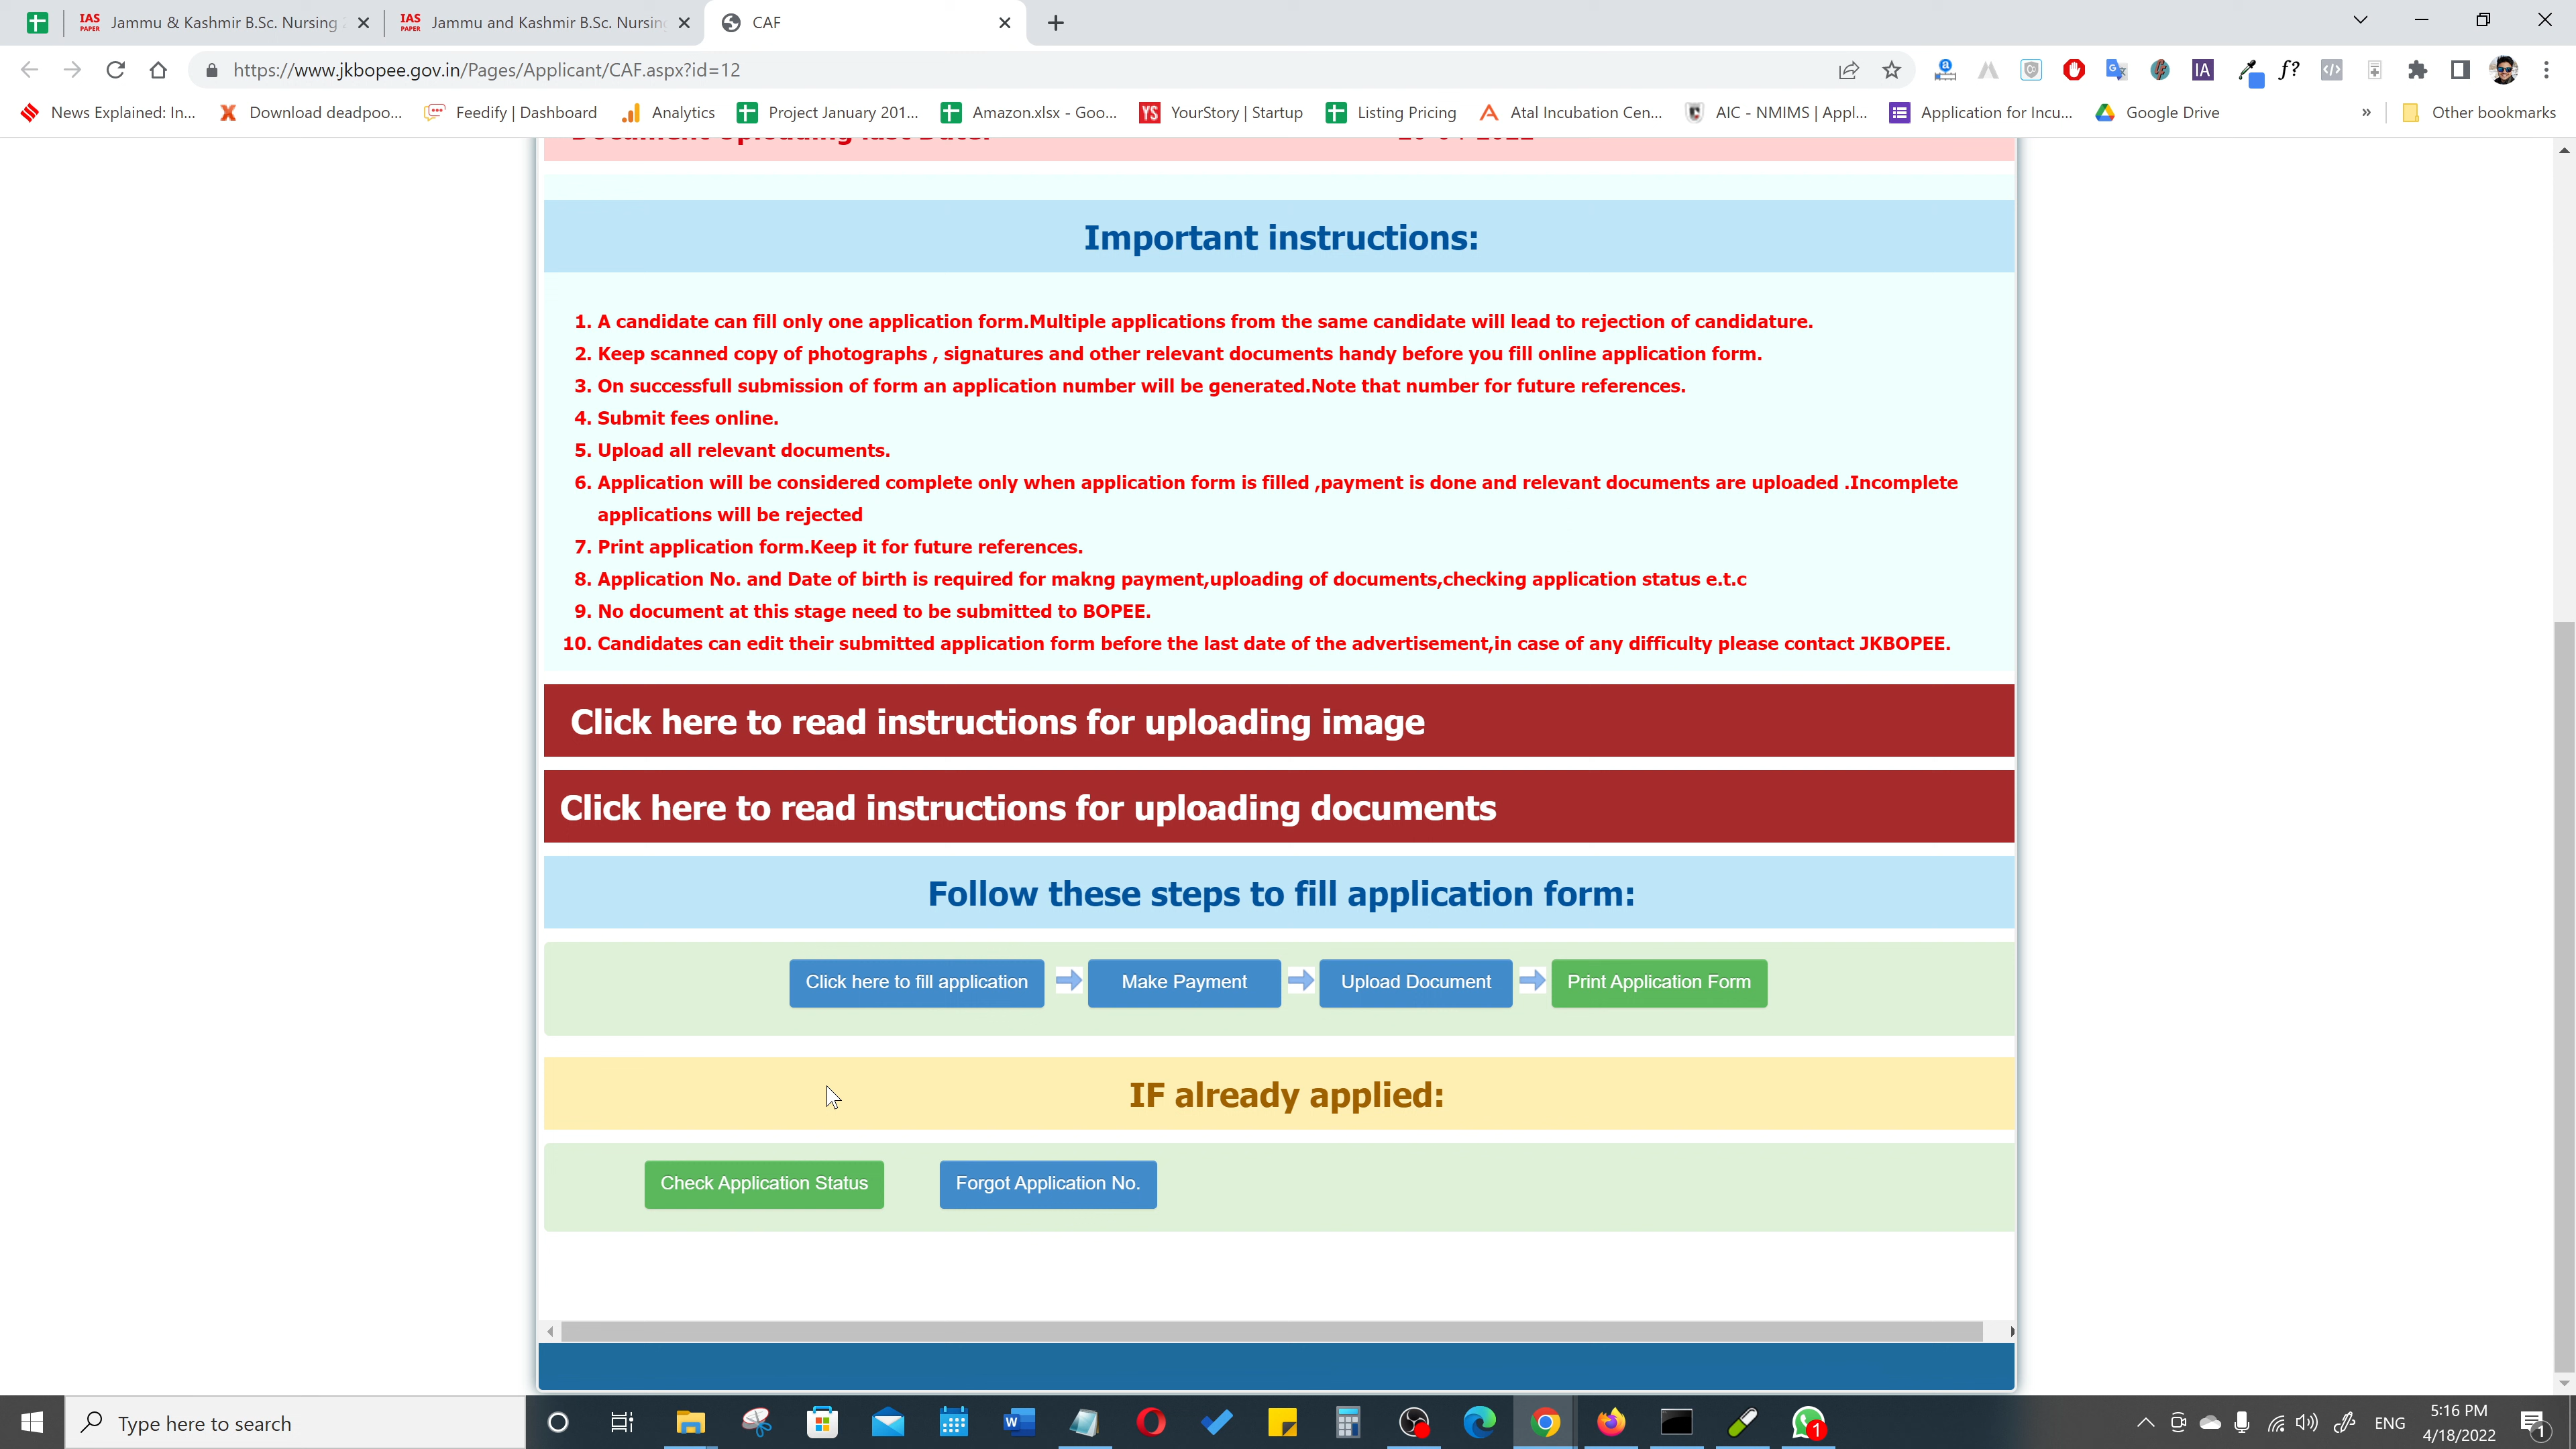 Jammu & Kashmir B.Sc. Nursing
Jammu and Kashmir B.Sc. Nursing
CAF
https://www.jkbopee.gov.in/Pages/Applicant/CAF.aspx?id=12
News Explained: In...
Download deadpoo...
Feedify | Dashboard
Analytics
Project January 201...
Amazon.xlsx - Goo...
YourStory | Startup
Listing Pricing
Atal Incubation Cen...
AIC - NMIMS | Appl...
Application for Incu...
Google Drive
»
Other bookmarks
Document Uploading last Date:
Important instructions:
1. A candidate can fill only one application form.Multiple applications from the same candidate will lead to rejection of candidature.
2. Keep scanned copy of photographs , signatures and other relevant documents handy before you fill online application form.
3. On successfull submission of form an application number will be generated.Note that number for future references.
4. Submit fees online.
5. Upload all relevant documents.
6. Application will be considered complete only when application form is filled ,payment is done and relevant documents are uploaded .Incomplete
applications will be rejected
7. Print application form.Keep it for future references.
8. Application No. and Date of birth is required for makng payment,uploading of documents,checking application status e.t.c
9. No document at this stage need to be submitted to BOPEE.
10. Candidates can edit their submitted application form before the last date of the advertisement,in case of any difficulty please contact JKBOPEE.
Click here to read instructions for uploading image
Click here to read instructions for uploading documents
Follow these steps to fill application form:
Click here to fill application
Make Payment
Upload Document
Print Application Form
IF already applied:
Check Application Status
Forgot Application No.
Type here to search
ENG
5:16 PM
4/18/2022